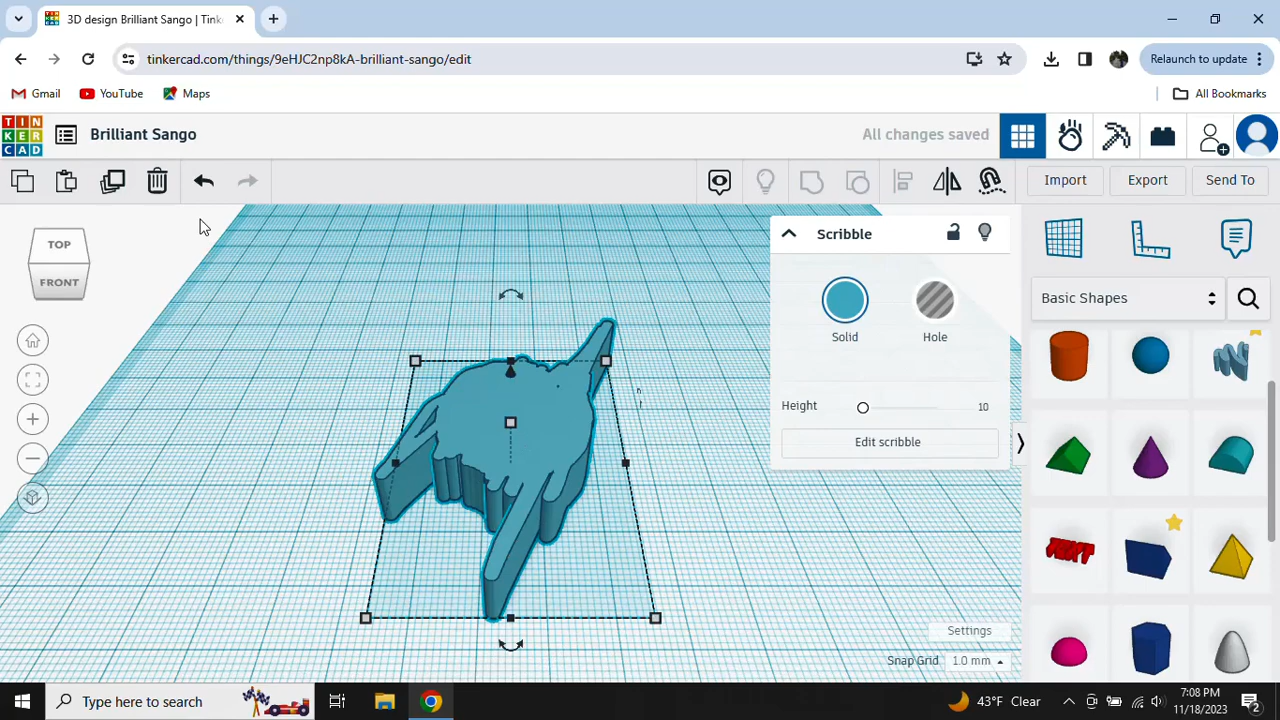 3D design Brilliant Sango | Tink
tinkercad.com/things/9eHJC2np8kA-brilliant-sango/edit
Relaunch to update
Gmail
YouTube
Maps
All Bookmarks
TIN
KER
CAD
Brilliant Sango
All changes saved
Import
Export
Send To
TOP
FRONT
Scribble
Solid
Hole
Height
10
Edit scribble
Basic Shapes
TEXT
Settings
Snap Grid
1.0 mm
Type here to search
43°F Clear
7:08 PM
11/18/2023
2